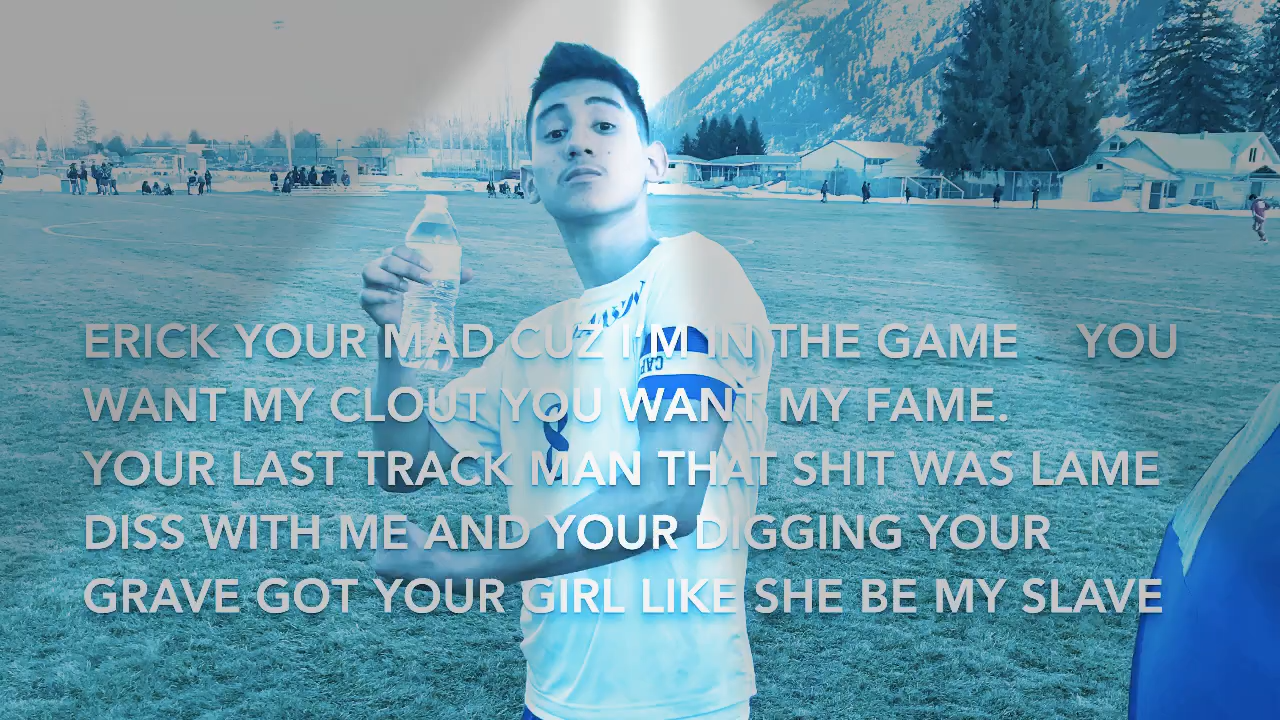 ERICK YOUR MAD CUZ I'M IN THE GAME YOU
WANT MY CLOUT YOU WANT MY FAME.
YOUR LAST TRACK MAN THAT SHIT WAS LAME
DISS WITH ME AND YOUR DIGGING YOUR
GRAVE GOT YOUR GIRL LIKE SHE BE MY SLAVE